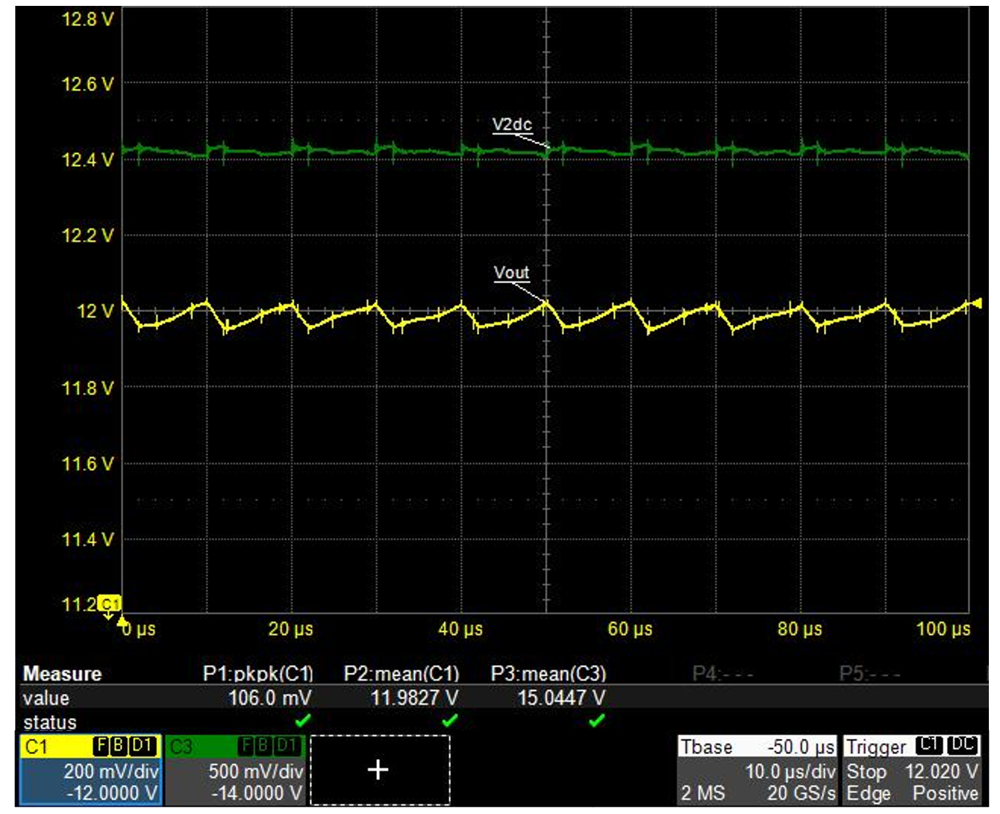 12.8 V
12.6 V
V2dc
12.4 V
12.2 V
Vout
12 V
11.8 V
11.6 V
11.4 V
11.2 C1
0 µs 20 µs 40 µs 60 µs 80 µs 100 µs
Measure P1:pkpk(C1) P2:mean(C1) P3:mean(C3) P4:- - - P5:- - -
value 106.0 mV 11.9827 V 15.0447 V
status
C1 F B D1 C3 F B D1 Tbase -50.0 µs Trigger C1 DC
200 mV/div 500 mV/div + 10.0 µs/div Stop 12.020 V
-12.0000 V -14.0000 V 2 MS 20 GS/s Edge Positive